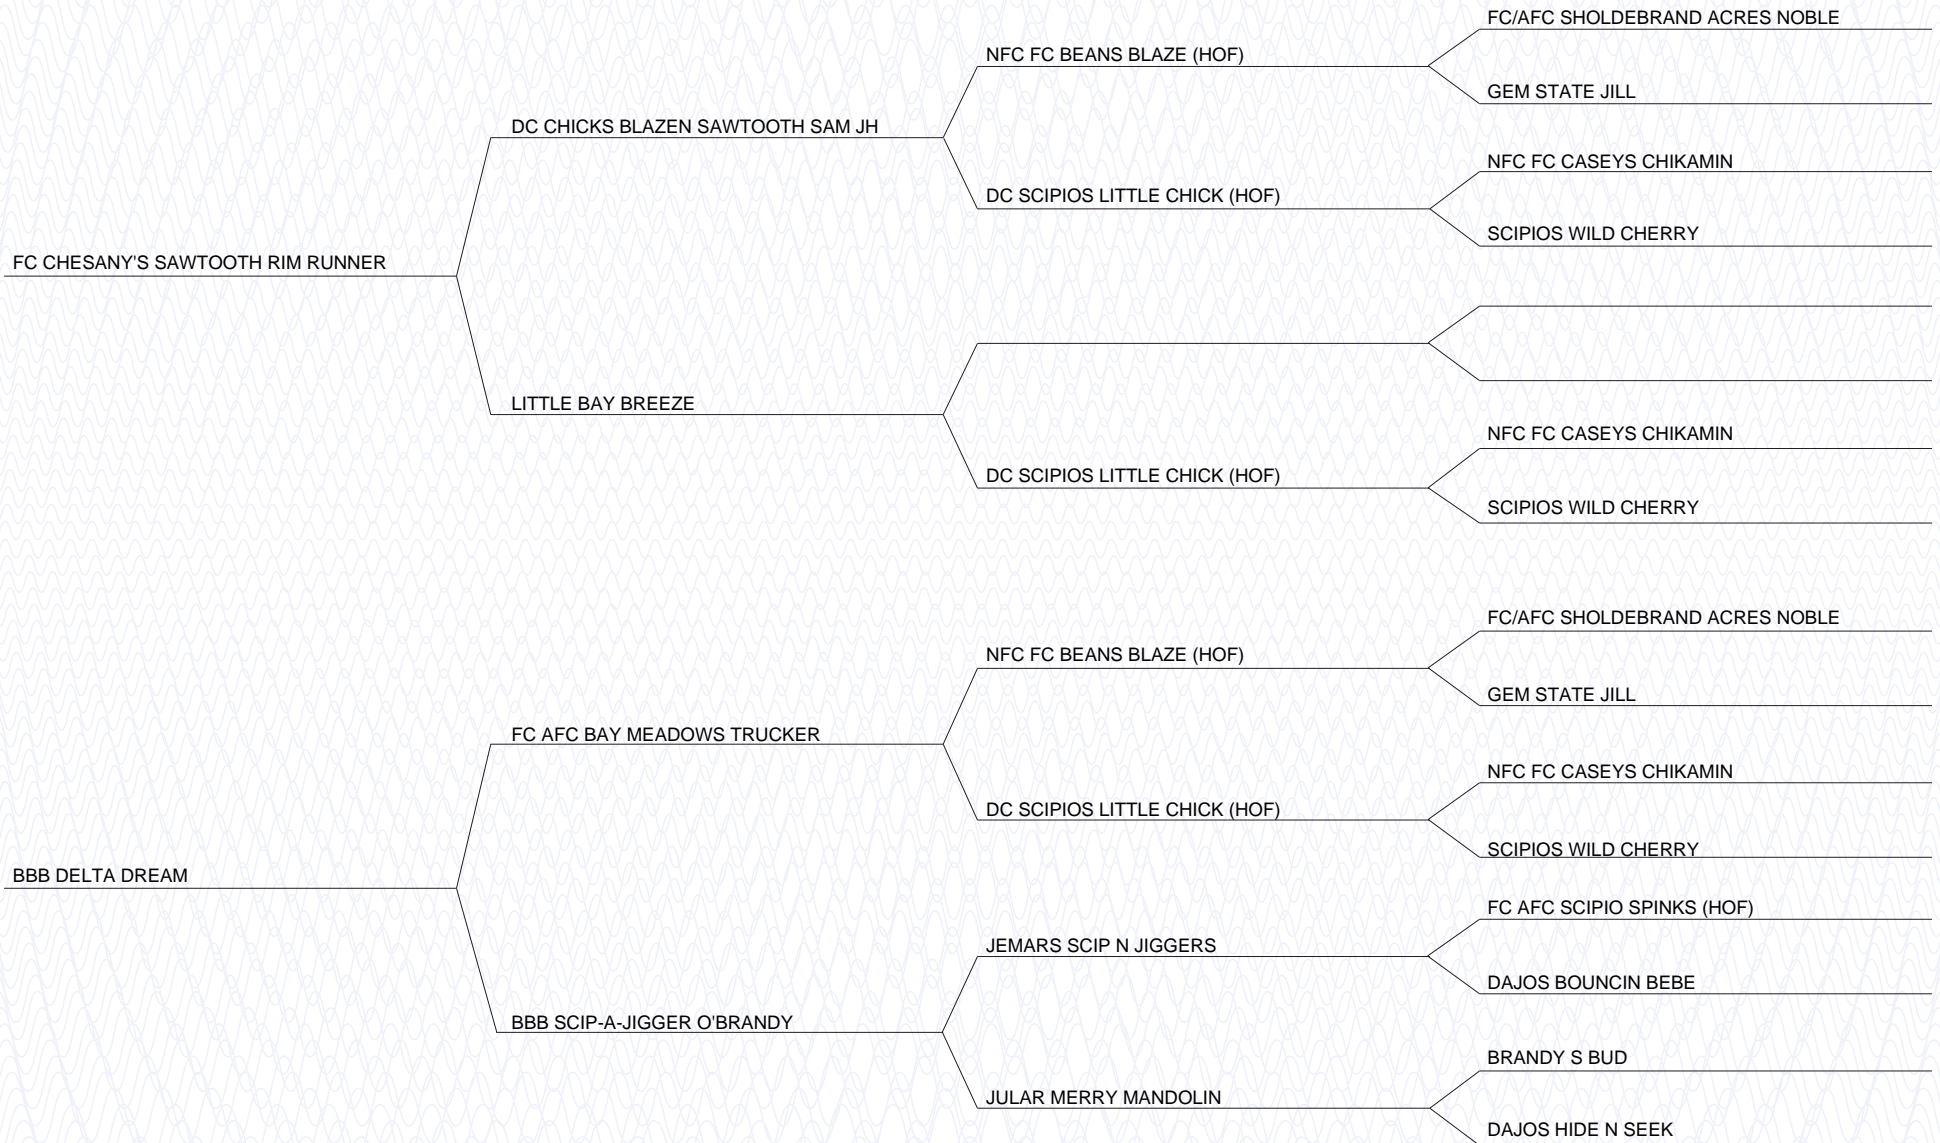 FC/AFC SHOLDEBRAND ACRES NOBLE
NFC FC BEANS BLAZE (HOF)
GEM STATE JILL
DC CHICKS BLAZEN SAWTOOTH SAM JH
NFC FC CASEYS CHIKAMIN
DC SCIPIOS LITTLE CHICK (HOF)
SCIPIOS WILD CHERRY
FC CHESANY'S SAWTOOTH RIM RUNNER
LITTLE BAY BREEZE
NFC FC CASEYS CHIKAMIN
DC SCIPIOS LITTLE CHICK (HOF)
SCIPIOS WILD CHERRY
FC/AFC SHOLDEBRAND ACRES NOBLE
NFC FC BEANS BLAZE (HOF)
GEM STATE JILL
FC AFC BAY MEADOWS TRUCKER
NFC FC CASEYS CHIKAMIN
DC SCIPIOS LITTLE CHICK (HOF)
SCIPIOS WILD CHERRY
BBB DELTA DREAM
FC AFC SCIPIO SPINKS (HOF)
JEMARS SCIP N JIGGERS
DAJOS BOUNCIN BEBE
BBB SCIP-A-JIGGER O'BRANDY
BRANDY S BUD
JULAR MERRY MANDOLIN
DAJOS HIDE N SEEK